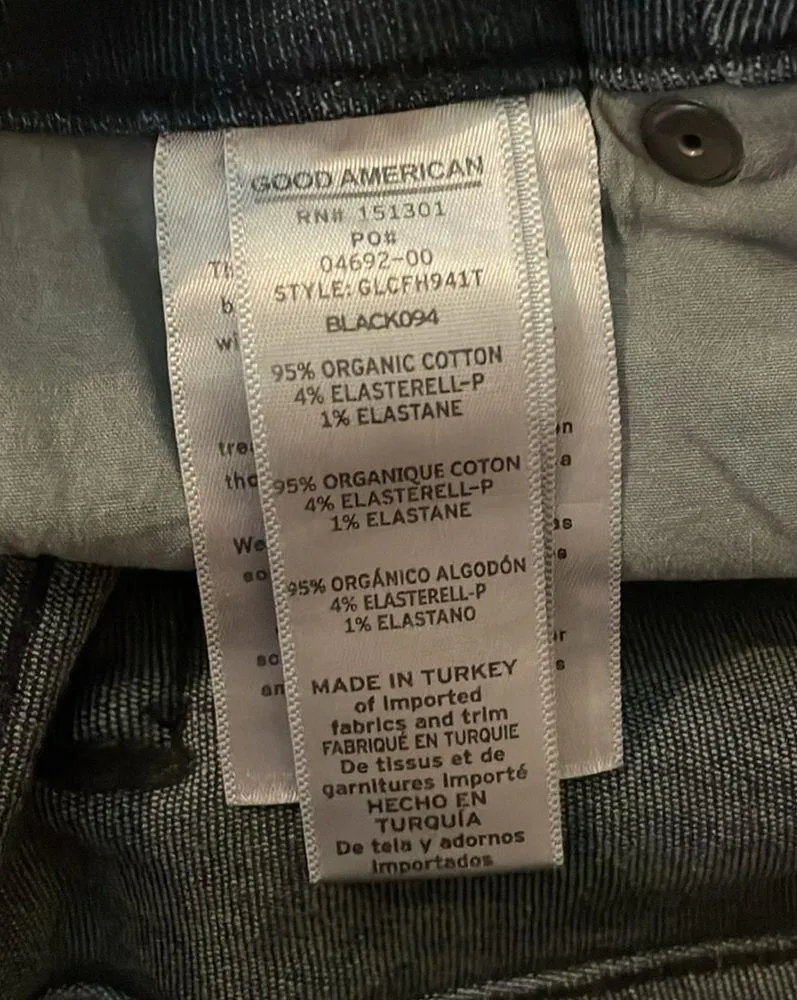 GOOD AMERICAN
RN# 151301
PO#
04692-00
STYLE: GLCFH941T
BLACK094
95% ORGANIC COTTON
4% ELASTERELL-P
1% ELASTANE
95% ORGANIQUE COTON
4% ELASTERELL-P
1% ELASTANE
95% ORGÁNICO ALGODÓN
4% ELASTERELL-P
1% ELASTANO
MADE IN TURKEY
of Imported
fabrics and trim
FABRIQUÉ EN TURQUIE
De tissus et de
garnitures Importé
HECHO EN
TURQUÍA
De tela y adornos
Importados